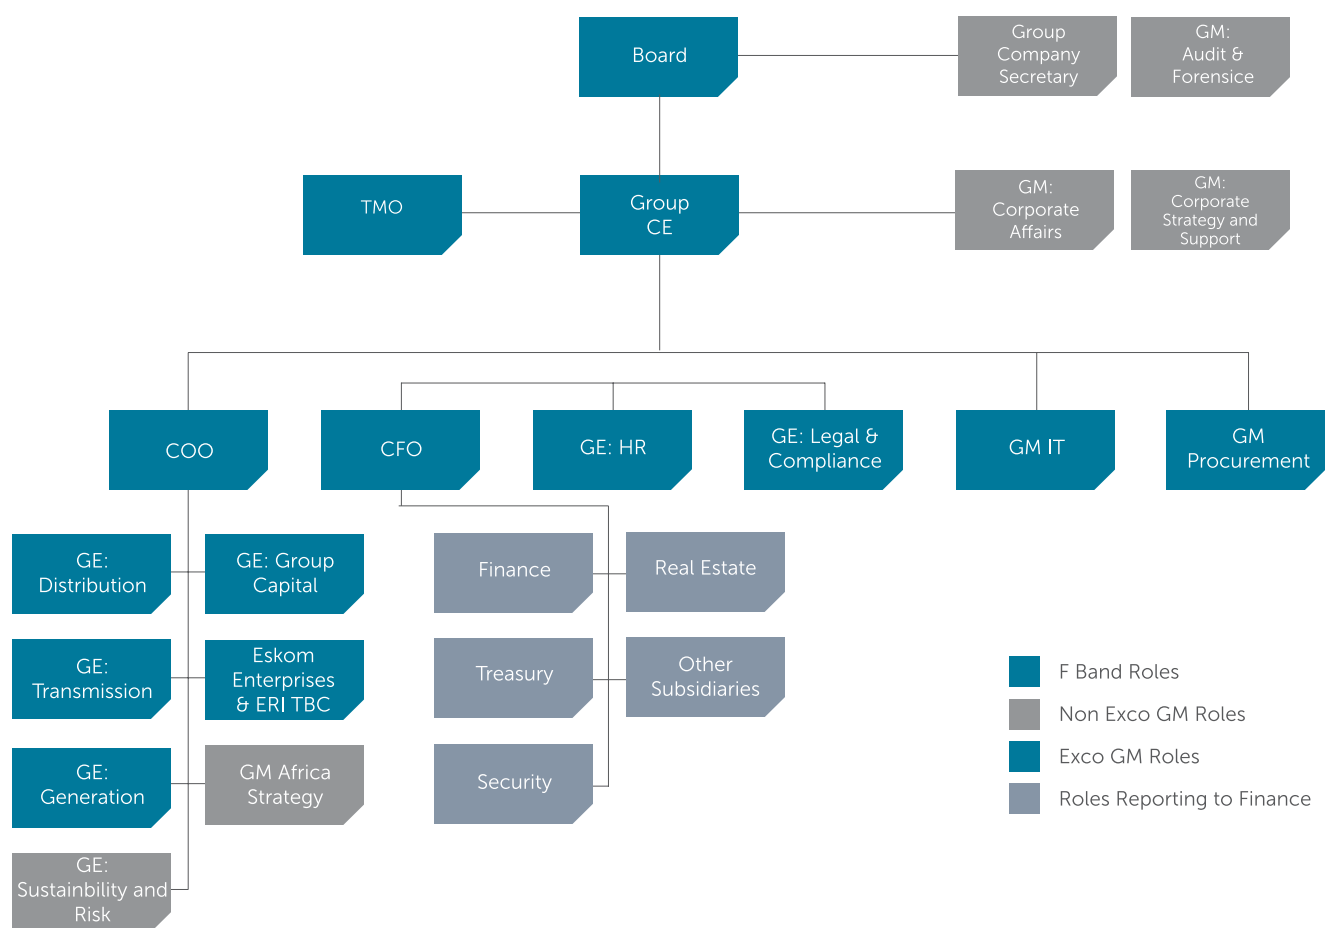 Board
Group
Company
Secretary
GM:
Audit &
Forensice
TMO
Group
CE
GM:
Corporate
Affairs
GM:
Corporate
Strategy and
Support
COO
CFO
GE: HR
GE: Legal &
Compliance
GM IT
GM
Procurement
GE:
Distribution
GE: Group
Capital
Finance
Real Estate
GE:
Transmission
Eskom
Enterprises
& ERI TBC
Treasury
Other
Subsidiaries
GE:
Generation
GM Africa
Strategy
Security
GE:
Sustainbility and
Risk
F Band Roles
Non Exco GM Roles
Exco GM Roles
Roles Reporting to Finance